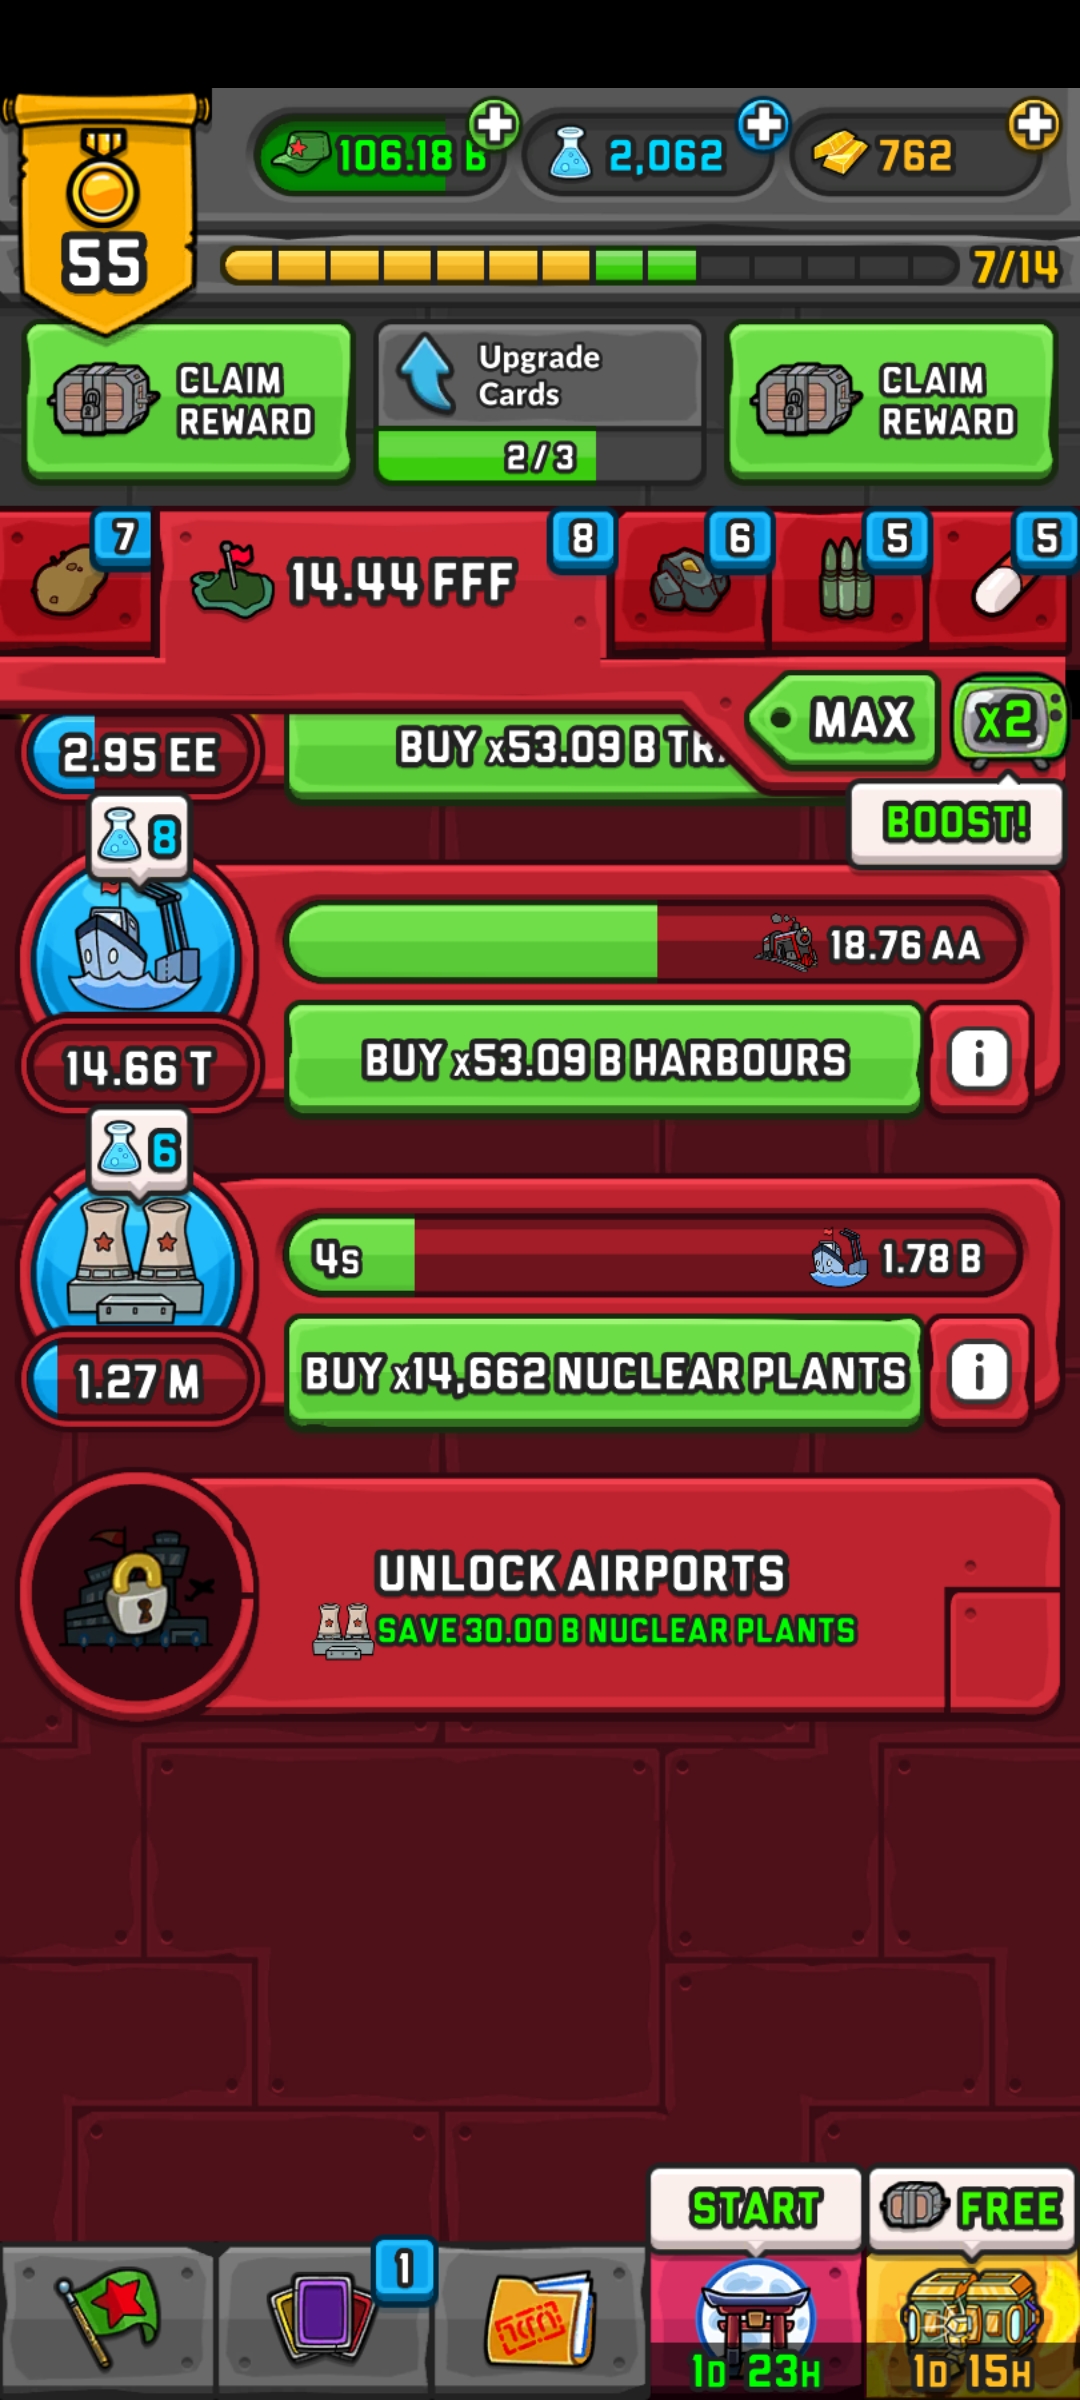 55
106.18 B
2,062
762
7/14
CLAIM
REWARD
Upgrade
Cards
2/3
CLAIM
REWARD
7
14.44 FFF
8
6
5
5
MAX
x2
BOOST!
2.95 EE
BUY x53.09 B
8
18.76 AA
14.66 T
BUY x53.09 B HARBOURS
i
6
4s
1.78 B
1.27 M
BUY x14,662 NUCLEAR PLANTS
i
UNLOCK AIRPORTS
SAVE 30.00 B NUCLEAR PLANTS
START
FREE
1
1D 23H
1D 15H